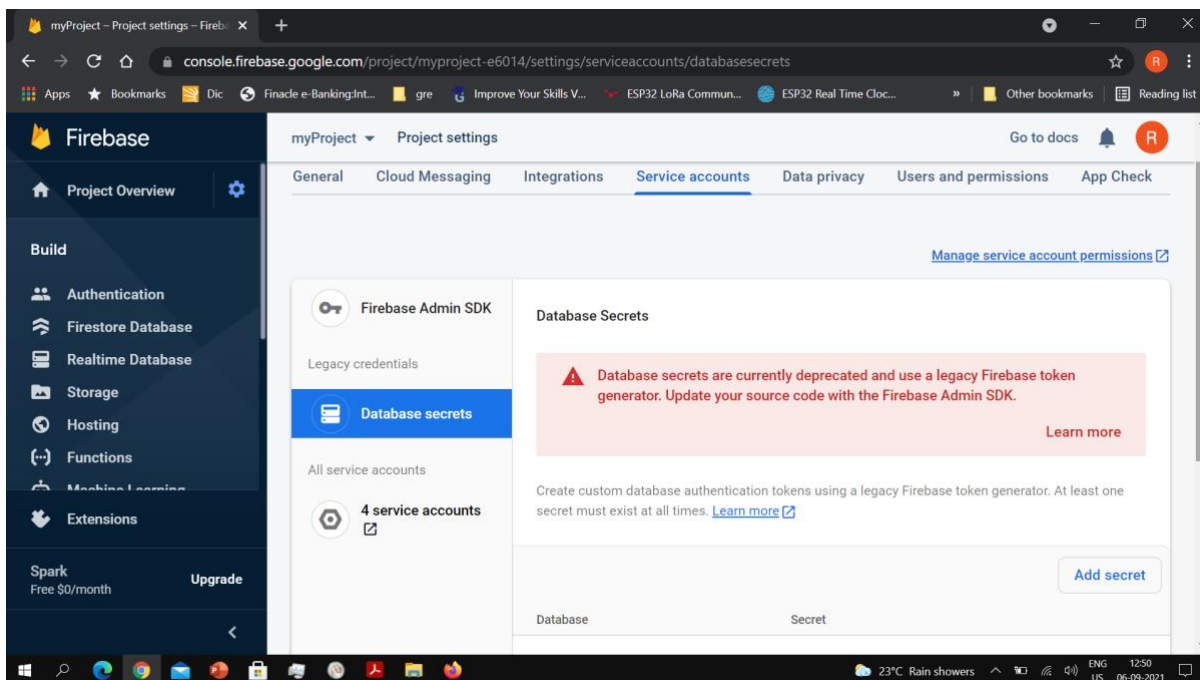 myProject – Project settings – Fireba
console.firebase.google.com/project/myproject-e6014/settings/serviceaccounts/databasesecrets
R
Apps Bookmarks Dic Finacle e-Banking:Int... gre Improve Your Skills V... ESP32 LoRa Commun... ESP32 Real Time Cloc... » Other bookmarks Reading list
Firebase
myProject Project settings Go to docs R
Project Overview
General Cloud Messaging Integrations Service accounts Data privacy Users and permissions App Check
Build
Authentication
Firestore Database
Realtime Database
Storage
Hosting
Functions
Machine Learning
Extensions
Spark
Free $0/month
Upgrade
Manage service account permissions
Firebase Admin SDK
Legacy credentials
Database secrets
All service accounts
4 service accounts
Database Secrets
Database secrets are currently deprecated and use a legacy Firebase token
generator. Update your source code with the Firebase Admin SDK.
Learn more
Create custom database authentication tokens using a legacy Firebase token generator. At least one
secret must exist at all times. Learn more
Add secret
Database Secret
23°C Rain showers
ENG
US
12:50
06-09-2021